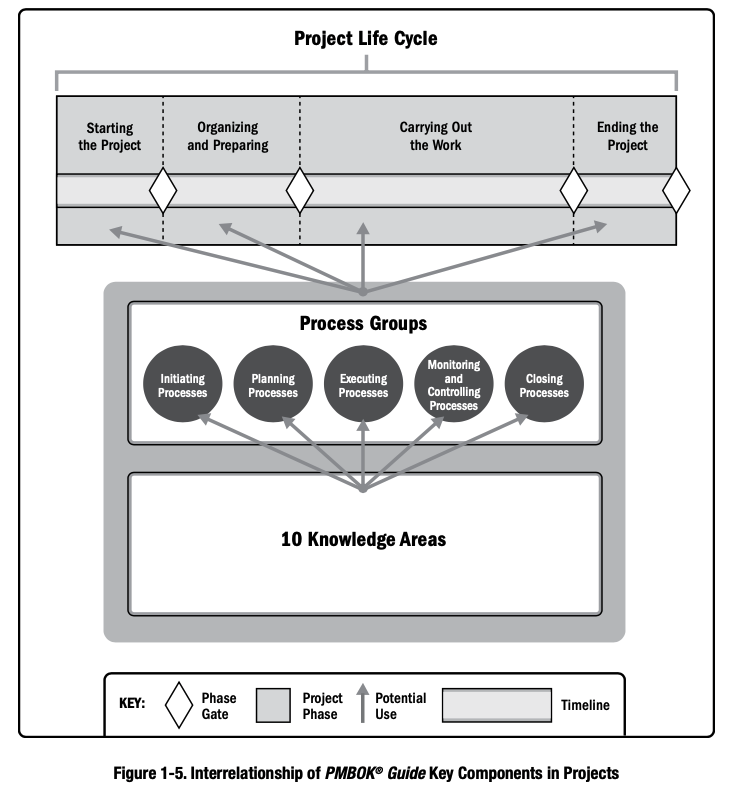 Project Life Cycle
Starting
the Project
Organizing
and Preparing
Carrying Out
the Work
Ending the
Project
Process Groups
Initiating
Processes
Planning
Processes
Executing
Processes
Monitoring
and
Controlling
Processes
Closing
Processes
10 Knowledge Areas
KEY:
Phase
Gate
Project
Phase
Potential
Use
Timeline
Figure 1-5. Interrelationship of PMBOK® Guide Key Components in Projects